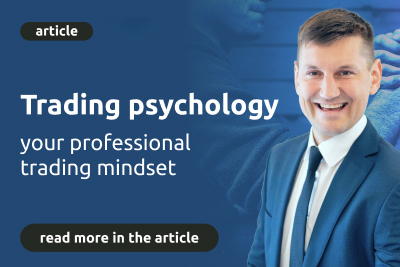 article
Trading psychology
your professional
trading mindset
read more in the article